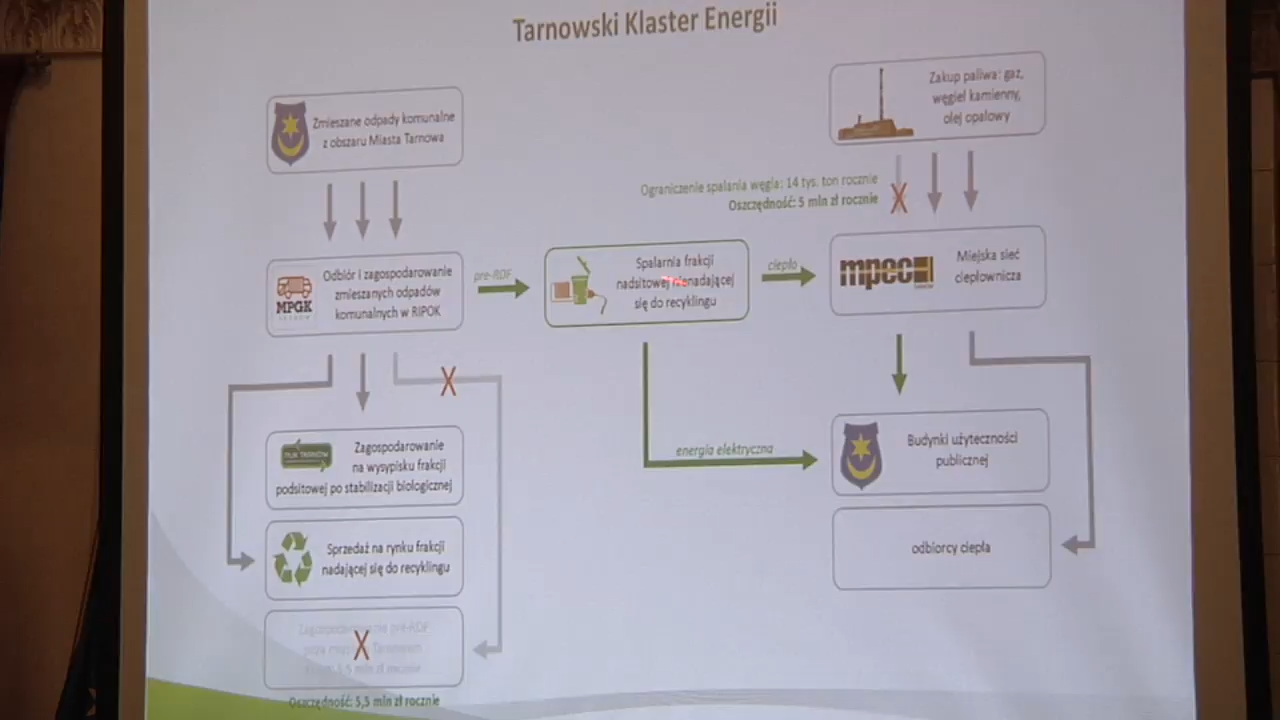 Tarnowski Klaster Energii
Zmieszane odpady komunalne
z obszaru Miasta Tarnowa
Zakup paliwa: gaz,
węgiel kamienny,
olej opałowy
Ograniczenie spalania węgla: 14 tys. ton rocznie
Oszczędność: 5 mln zł rocznie
X
MPGK
Odbiór i zagospodarowanie
zmieszanych odpadów
komunalnych w RIPOK
pre-RDF
Spalarnia frakcji
nadsitowej nienadającej
się do recyklingu
ciepło
mpec
Miejska sieć
ciepłownicza
X
Zagospodarowanie
na wysypisku frakcji
podsitowej po stabilizacji biologicznej
energia elektryczna
Budynki użyteczności
publicznej
Sprzedaż na rynku frakcji
nadającej się do recyklingu
odbiorcy ciepła
Zagospodarowanie pre-RDF
X
Oszczędność: 5,5 mln zł rocznie